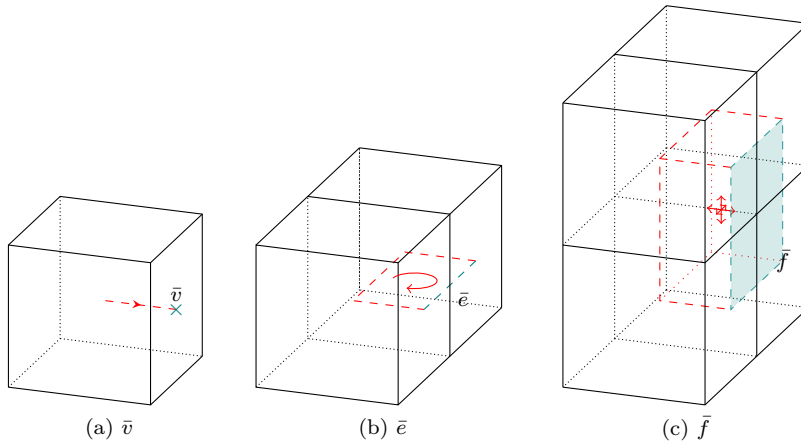 v̄
ē
f̄
(a) v̄
(b) ē
(c) f̄